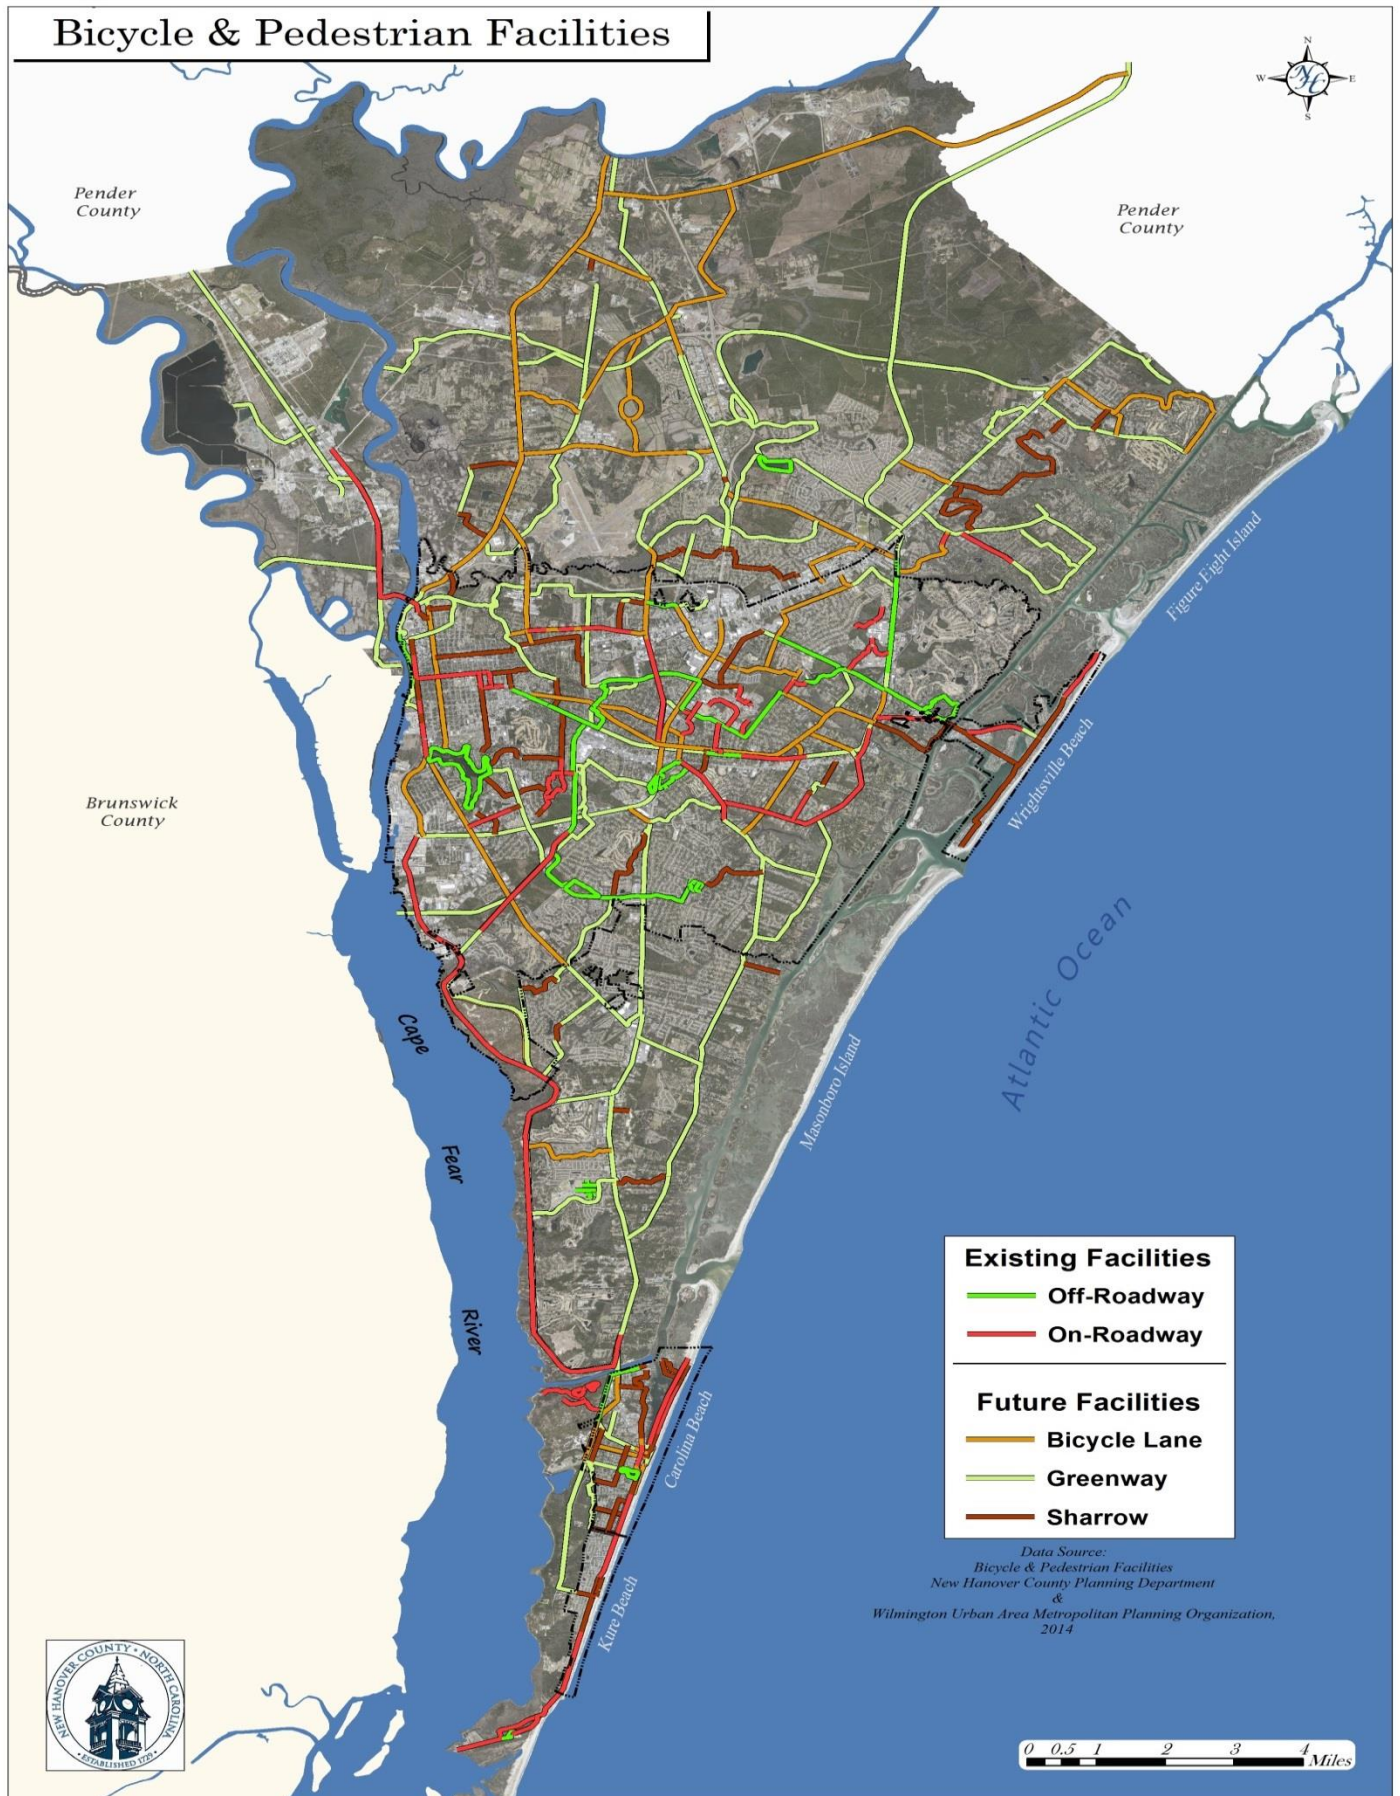 Bicycle & Pedestrian Facilities
N
W
E
S
NH
Pender
County
Pender
County
Figure Eight Island
Wrightsville Beach
Brunswick
County
Atlantic Ocean
Masonboro Island
Cape
Fear
River
Carolina Beach
Kure Beach
Existing Facilities
Off-Roadway
On-Roadway
Future Facilities
Bicycle Lane
Greenway
Sharrow
Data Source:
Bicycle & Pedestrian Facilities
New Hanover County Planning Department
&
Wilmington Urban Area Metropolitan Planning Organization,
2014
NEW HANOVER COUNTY • NORTH CAROLINA
• ESTABLISHED 1729 •
0 0.5 1 2 3 4
Miles